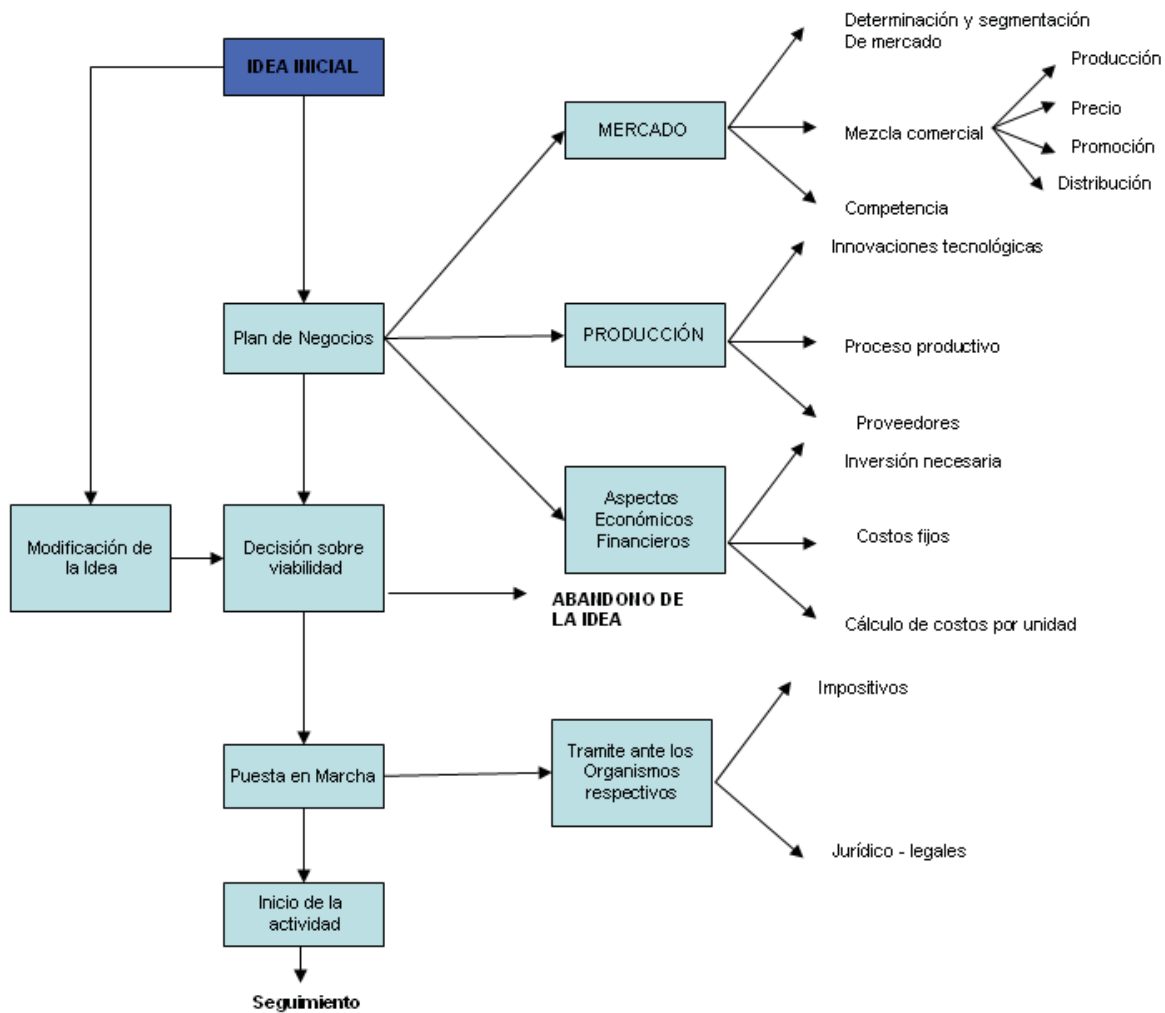 IDEA INICIAL
Determinación y segmentación
De mercado
Producción
Precio
MERCADO
Mezcla comercial
Promoción
Distribución
Competencia
Innovaciones tecnológicas
Plan de Negocios
PRODUCCIÓN
Proceso productivo
Proveedores
Inversión necesaria
Aspectos
Económicos
Financieros
Modificación de
la Idea
Decisión sobre
viabilidad
Costos fijos
ABANDONO DE
LA IDEA
Cálculo de costos por unidad
Impositivos
Puesta en Marcha
Tramite ante los
Organismos
respectivos
Jurídico - legales
Inicio de la
actividad
Seguimiento